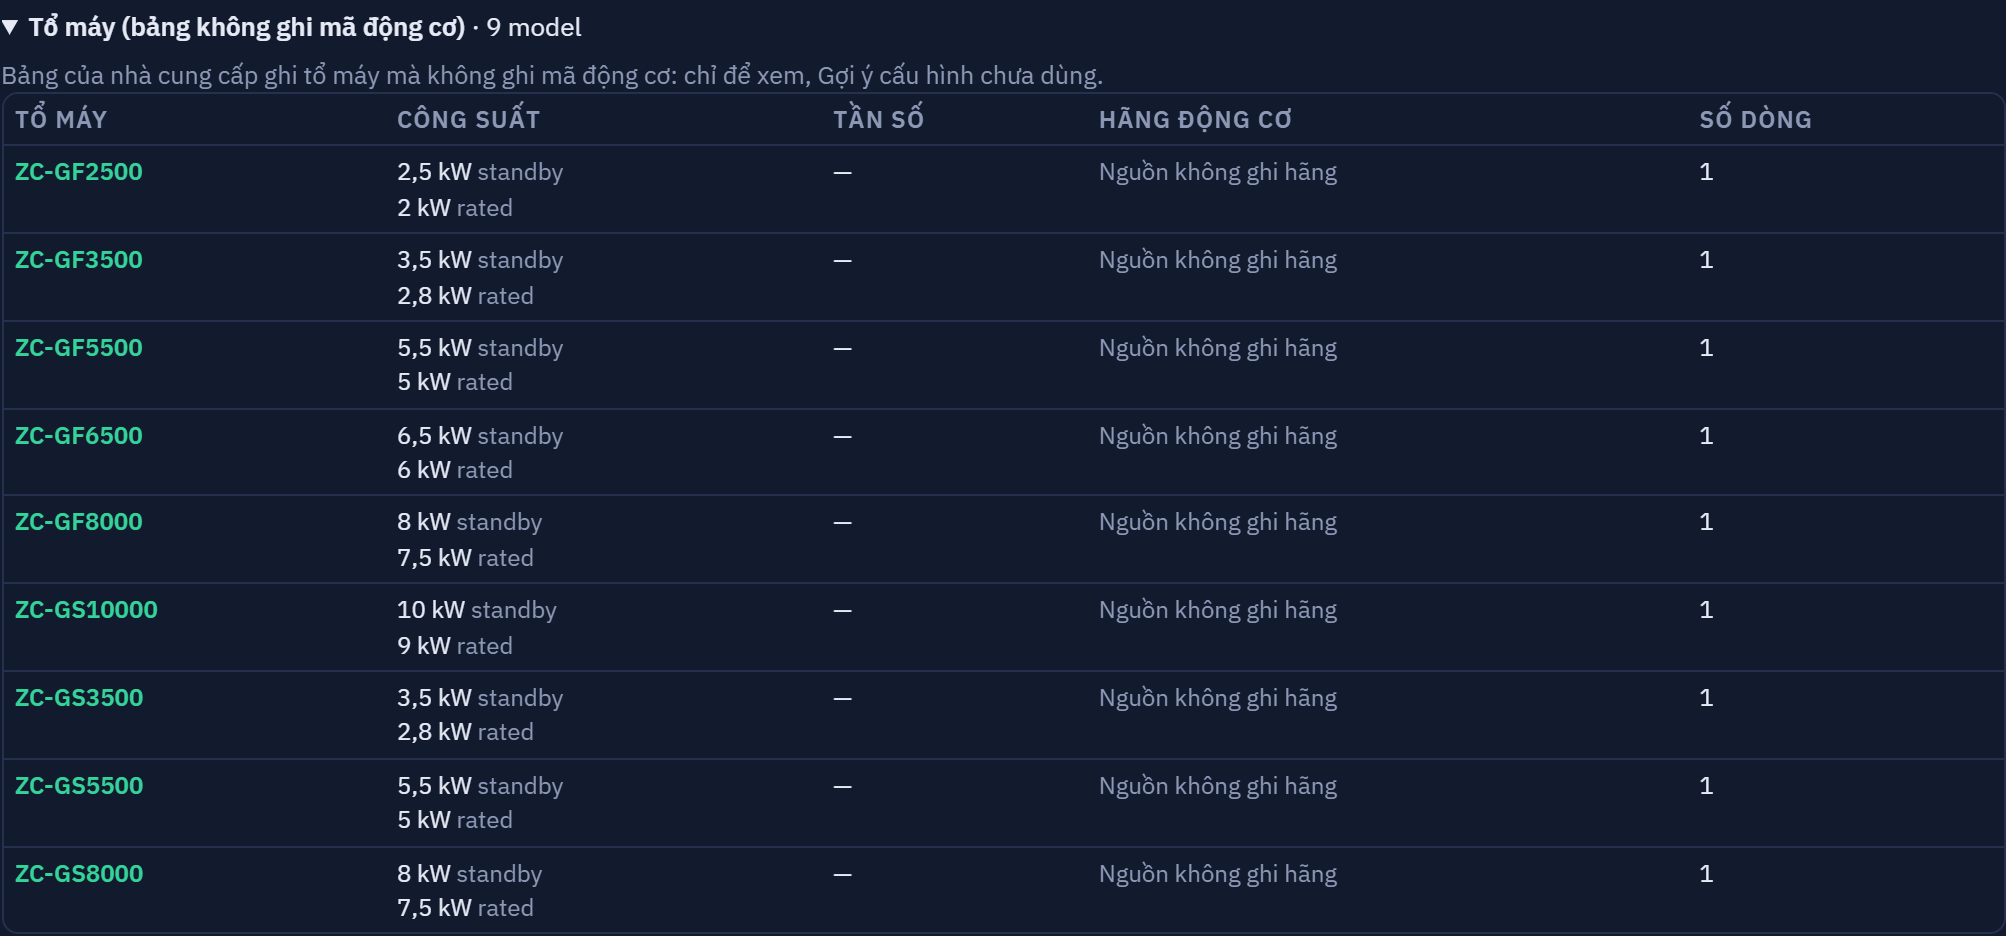 ▼ Tổ máy (bảng không ghi mã động cơ) · 9 model
Bảng của nhà cung cấp ghi tổ máy mà không ghi mã động cơ: chỉ để xem, Gợi ý cấu hình chưa dùng.
TỔ MÁY CÔNG SUẤT TẦN SỐ HÃNG ĐỘNG CƠ SỐ DÒNG
ZC-GF2500 2,5 kW standby — Nguồn không ghi hãng 1
2 kW rated
ZC-GF3500 3,5 kW standby — Nguồn không ghi hãng 1
2,8 kW rated
ZC-GF5500 5,5 kW standby — Nguồn không ghi hãng 1
5 kW rated
ZC-GF6500 6,5 kW standby — Nguồn không ghi hãng 1
6 kW rated
ZC-GF8000 8 kW standby — Nguồn không ghi hãng 1
7,5 kW rated
ZC-GS10000 10 kW standby — Nguồn không ghi hãng 1
9 kW rated
ZC-GS3500 3,5 kW standby — Nguồn không ghi hãng 1
2,8 kW rated
ZC-GS5500 5,5 kW standby — Nguồn không ghi hãng 1
5 kW rated
ZC-GS8000 8 kW standby — Nguồn không ghi hãng 1
7,5 kW rated